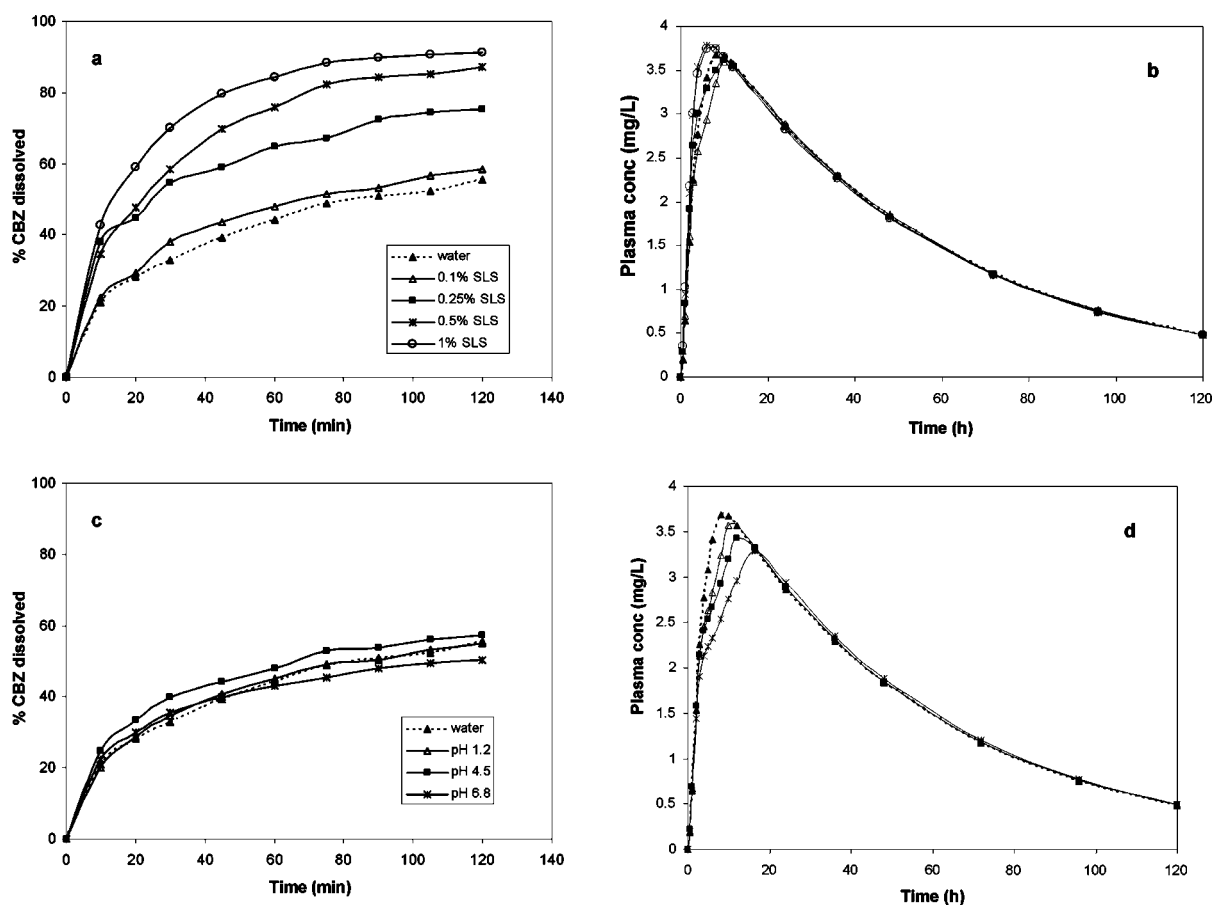 a
% CBZ dissolved
100
80
60
40
20
0
water
0.1% SLS
0.25% SLS
0.5% SLS
1% SLS
0 20 40 60 80 100 120 140
Time (min)
b
Plasma conc (mg/L)
4
3.5
3
2.5
2
1.5
1
0.5
0
0 20 40 60 80 100 120
Time (h)
c
% CBZ dissolved
100
80
60
40
20
0
water
pH 1.2
pH 4.5
pH 6.8
0 20 40 60 80 100 120 140
Time (min)
d
Plasma conc (mg/L)
4
3.5
3
2.5
2
1.5
1
0.5
0
0 20 40 60 80 100 120
Time (h)